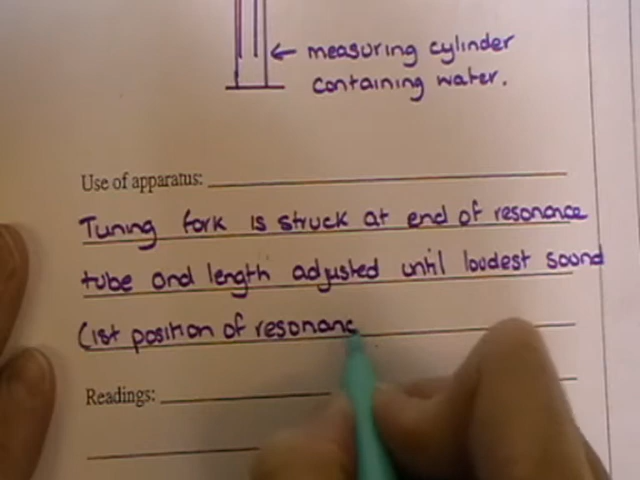 ← measuring cylinder
containing water.
Use of apparatus:
Tuning fork is struck at end of resonance
tube and length adjusted until loudest sound
(1st position of resonanc
Readings: